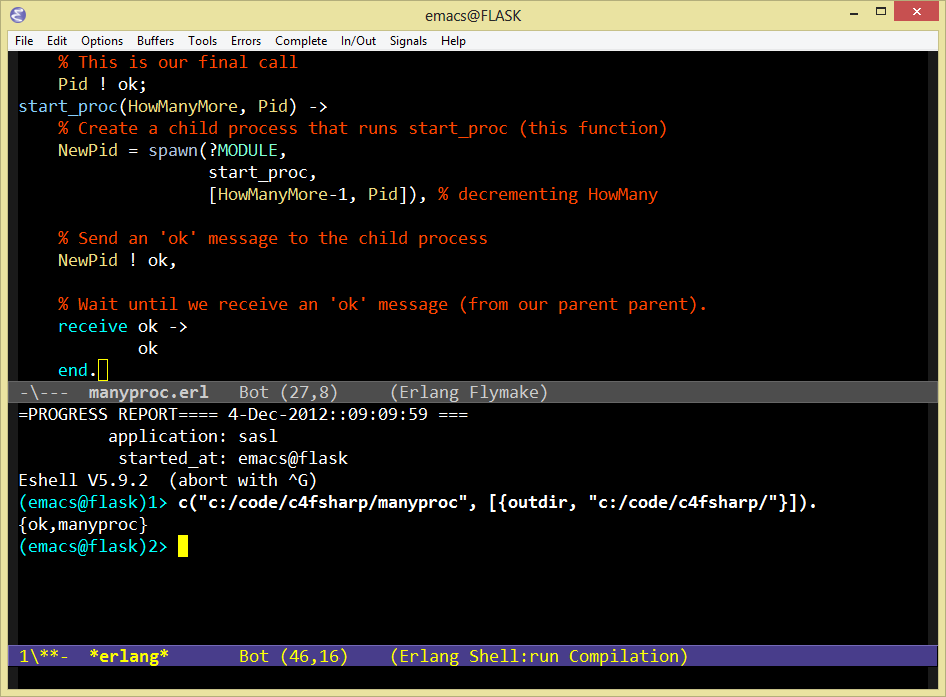 emacs@FLASK
File Edit Options Buffers Tools Errors Complete In/Out Signals Help
    % This is our final call
    Pid ! ok;
start_proc(HowManyMore, Pid) ->
    % Create a child process that runs start_proc (this function)
    NewPid = spawn(?MODULE,
                   start_proc,
                   [HowManyMore-1, Pid]), % decrementing HowMany
    % Send an 'ok' message to the child process
    NewPid ! ok,
    % Wait until we receive an 'ok' message (from our parent parent).
    receive ok ->
            ok
    end.
-\---  manyproc.erl   Bot (27,8)     (Erlang Flymake)
=PROGRESS REPORT==== 4-Dec-2012::09:09:59 ===
         application: sasl
          started_at: emacs@flask
Eshell V5.9.2  (abort with ^G)
(emacs@flask)1> c("c:/code/c4fsharp/manyproc", [{outdir, "c:/code/c4fsharp/"}]).
{ok,manyproc}
(emacs@flask)2>
1\**-  *erlang*       Bot (46,16)    (Erlang Shell:run Compilation)